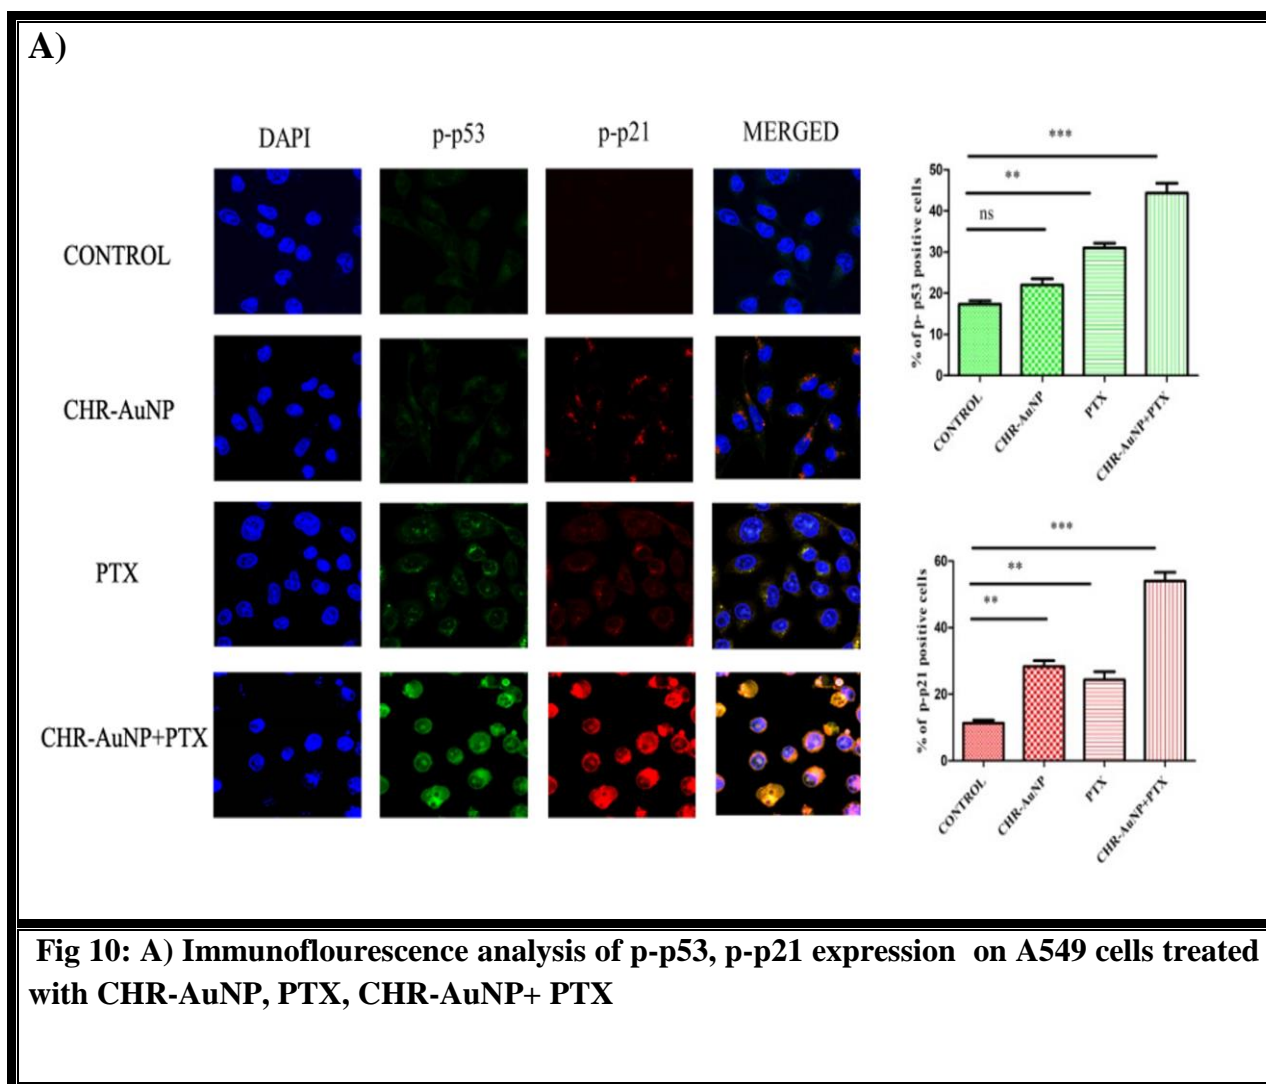 A)
DAPI
p-p53
p-p21
MERGED
CONTROL
CHR-AuNP
PTX
CHR-AuNP+PTX
***
**
ns
% of p- p53 positive cells
50
40
30
20
10
0
CONTROL
CHR-AuNP
PTX
CHR-AuNP+PTX
***
**
**
% of p-p21 positive cells
60
40
20
0
CONTROL
CHR-AuNP
PTX
CHR-AuNP+PTX
Fig 10: A) Immunoflourescence analysis of p-p53, p-p21 expression on A549 cells treated
with CHR-AuNP, PTX, CHR-AuNP+ PTX